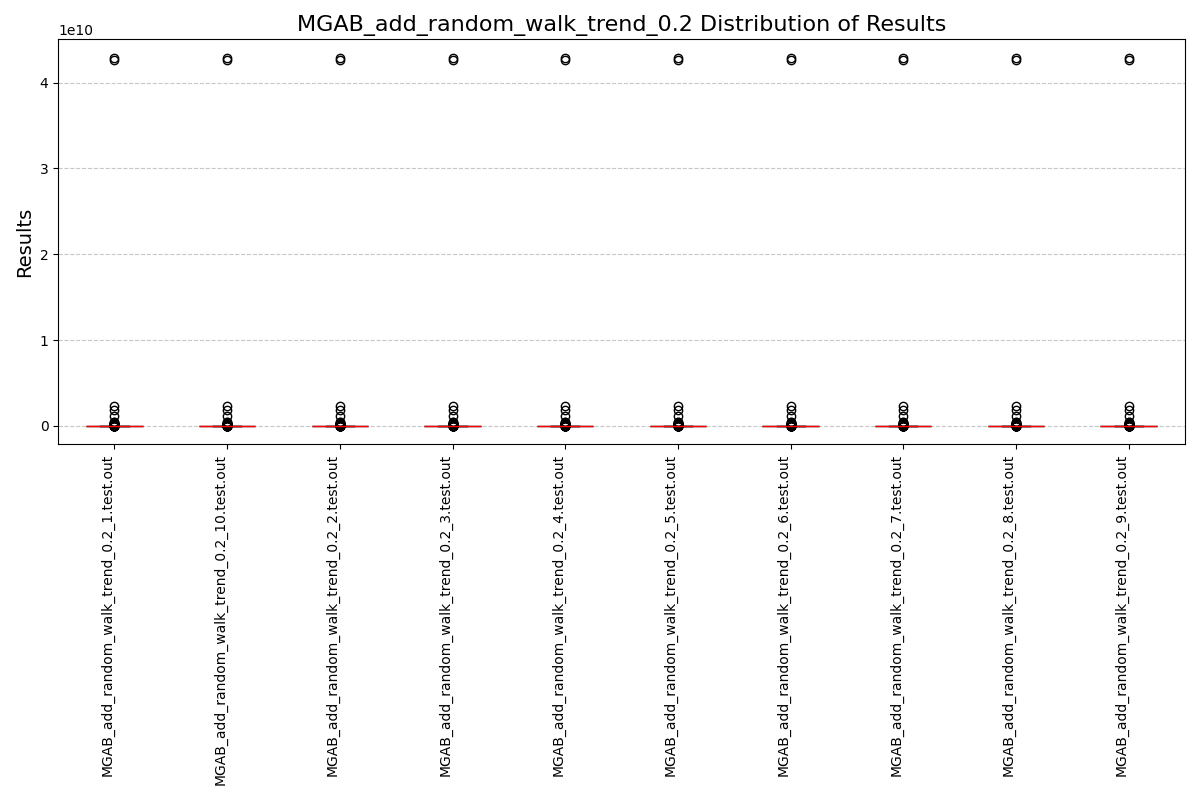 MGAB_add_random_walk_trend_0.2 Distribution of Results
1e10
4
3
2
1
0
Results
MGAB_add_random_walk_trend_0.2_1.test.out
MGAB_add_random_walk_trend_0.2_10.test.out
MGAB_add_random_walk_trend_0.2_2.test.out
MGAB_add_random_walk_trend_0.2_3.test.out
MGAB_add_random_walk_trend_0.2_4.test.out
MGAB_add_random_walk_trend_0.2_5.test.out
MGAB_add_random_walk_trend_0.2_6.test.out
MGAB_add_random_walk_trend_0.2_7.test.out
MGAB_add_random_walk_trend_0.2_8.test.out
MGAB_add_random_walk_trend_0.2_9.test.out